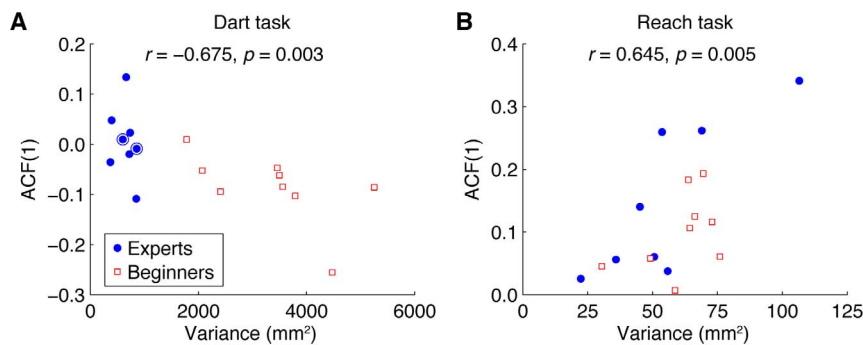 A
Dart task
r = −0.675, p = 0.003
0.2
0.1
0.0
−0.1
−0.2
−0.3
ACF(1)
Experts
Beginners
0
2000
4000
6000
Variance (mm²)
B
Reach task
r = 0.645, p = 0.005
0.4
0.3
0.2
0.1
0.0
ACF(1)
0
25
50
75
100
125
Variance (mm²)